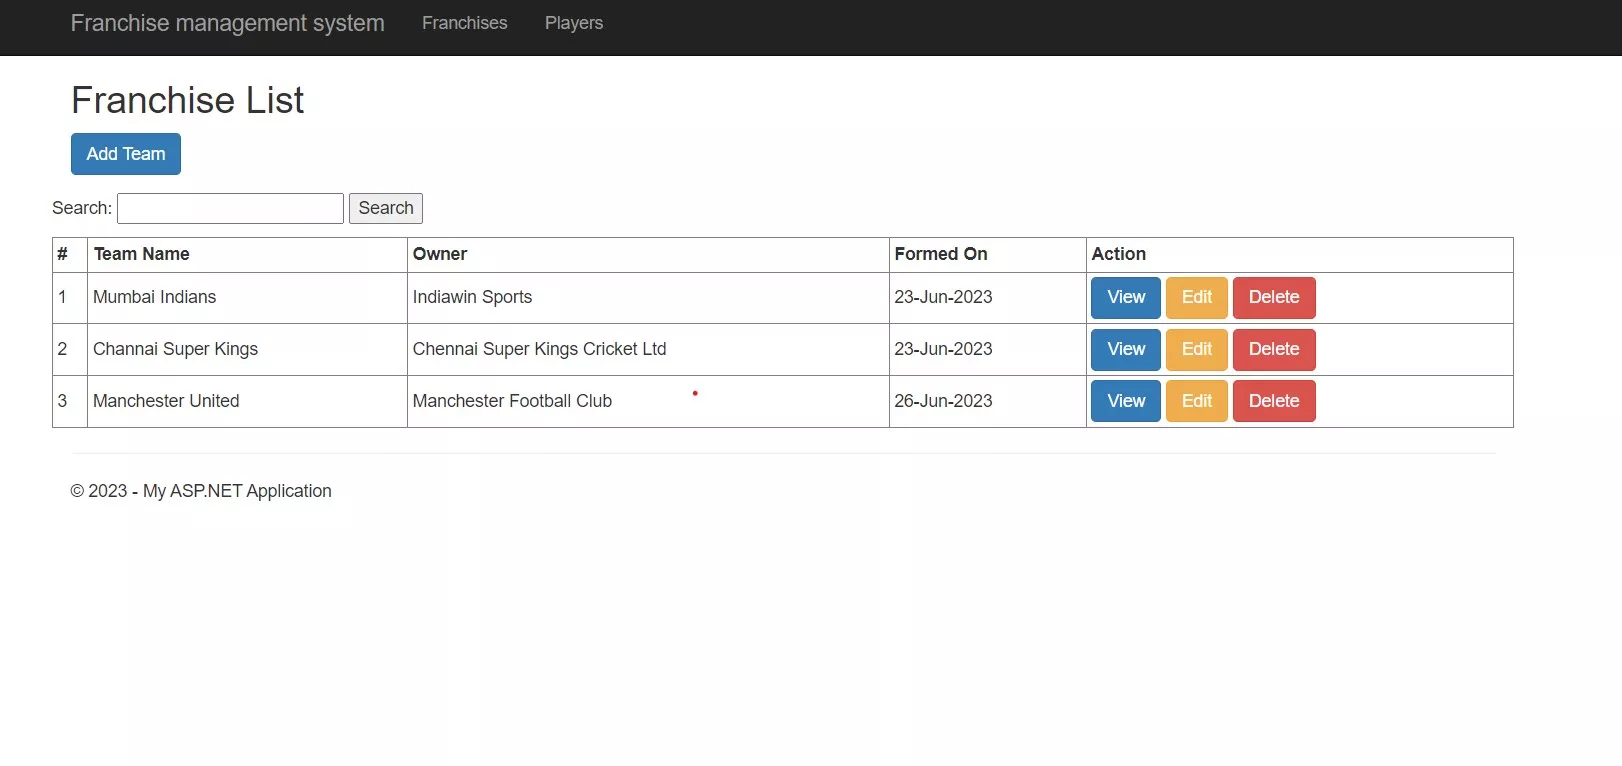 Franchise management system Franchises Players
Franchise List
Add Team
Search: Search
# Team Name Owner Formed On Action
1 Mumbai Indians Indiawin Sports 23-Jun-2023 View Edit Delete
2 Channai Super Kings Chennai Super Kings Cricket Ltd 23-Jun-2023 View Edit Delete
3 Manchester United Manchester Football Club 26-Jun-2023 View Edit Delete
© 2023 - My ASP.NET Application